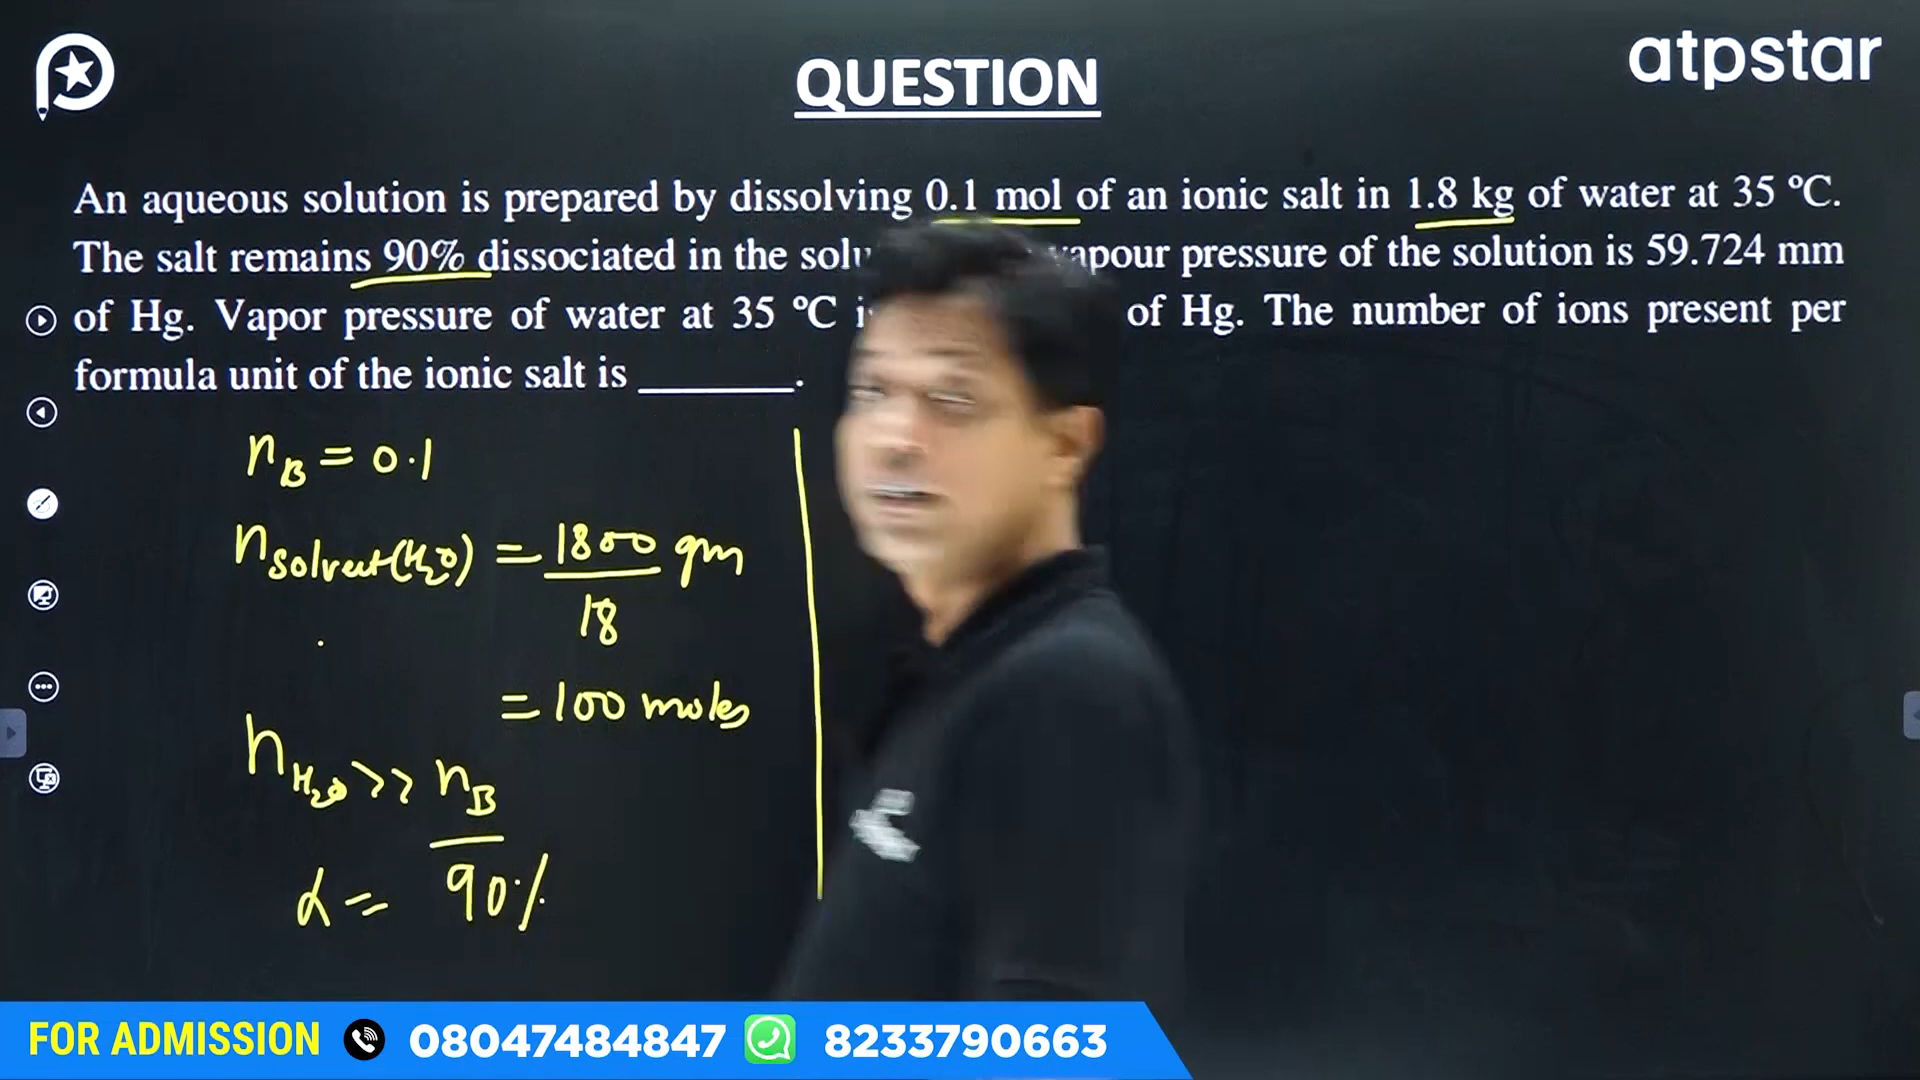 atpstar
QUESTION
An aqueous solution is prepared by dissolving 0.1 mol of an ionic salt in 1.8 kg of water at 35 ºC.
The salt remains 90% dissociated in the solu vapour pressure of the solution is 59.724 mm
of Hg. Vapor pressure of water at 35 ºC of Hg. The number of ions present per
formula unit of the ionic salt is ________.
n_B = 0.1
n_solvent(H₂O) = 1800 gm
18
= 100 moles
n_H₂O >> n_B
α = 90%
FOR ADMISSION 08047484847 8233790663